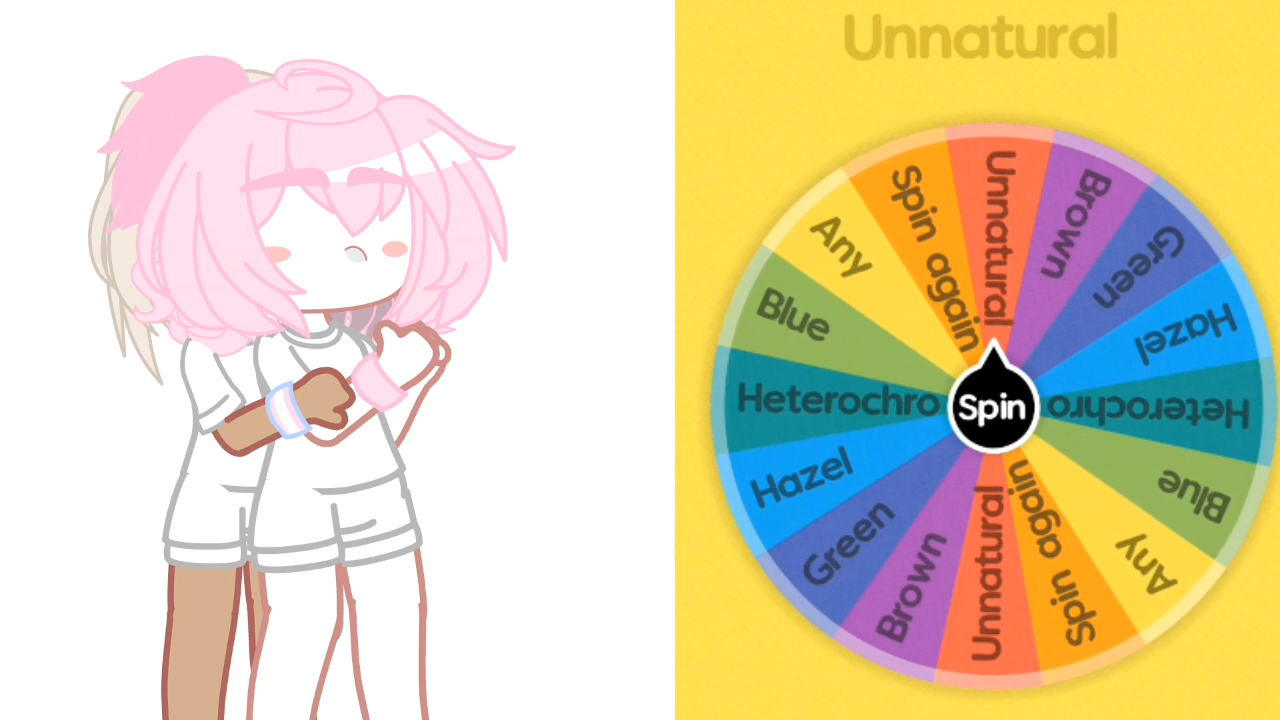 Unnatural
Unnatural
Brown
Green
Hazel
Heterochro
Blue
Any
Spin again
Unnatural
Brown
Green
Hazel
Heterochro
Blue
Any
Spin again
Spin